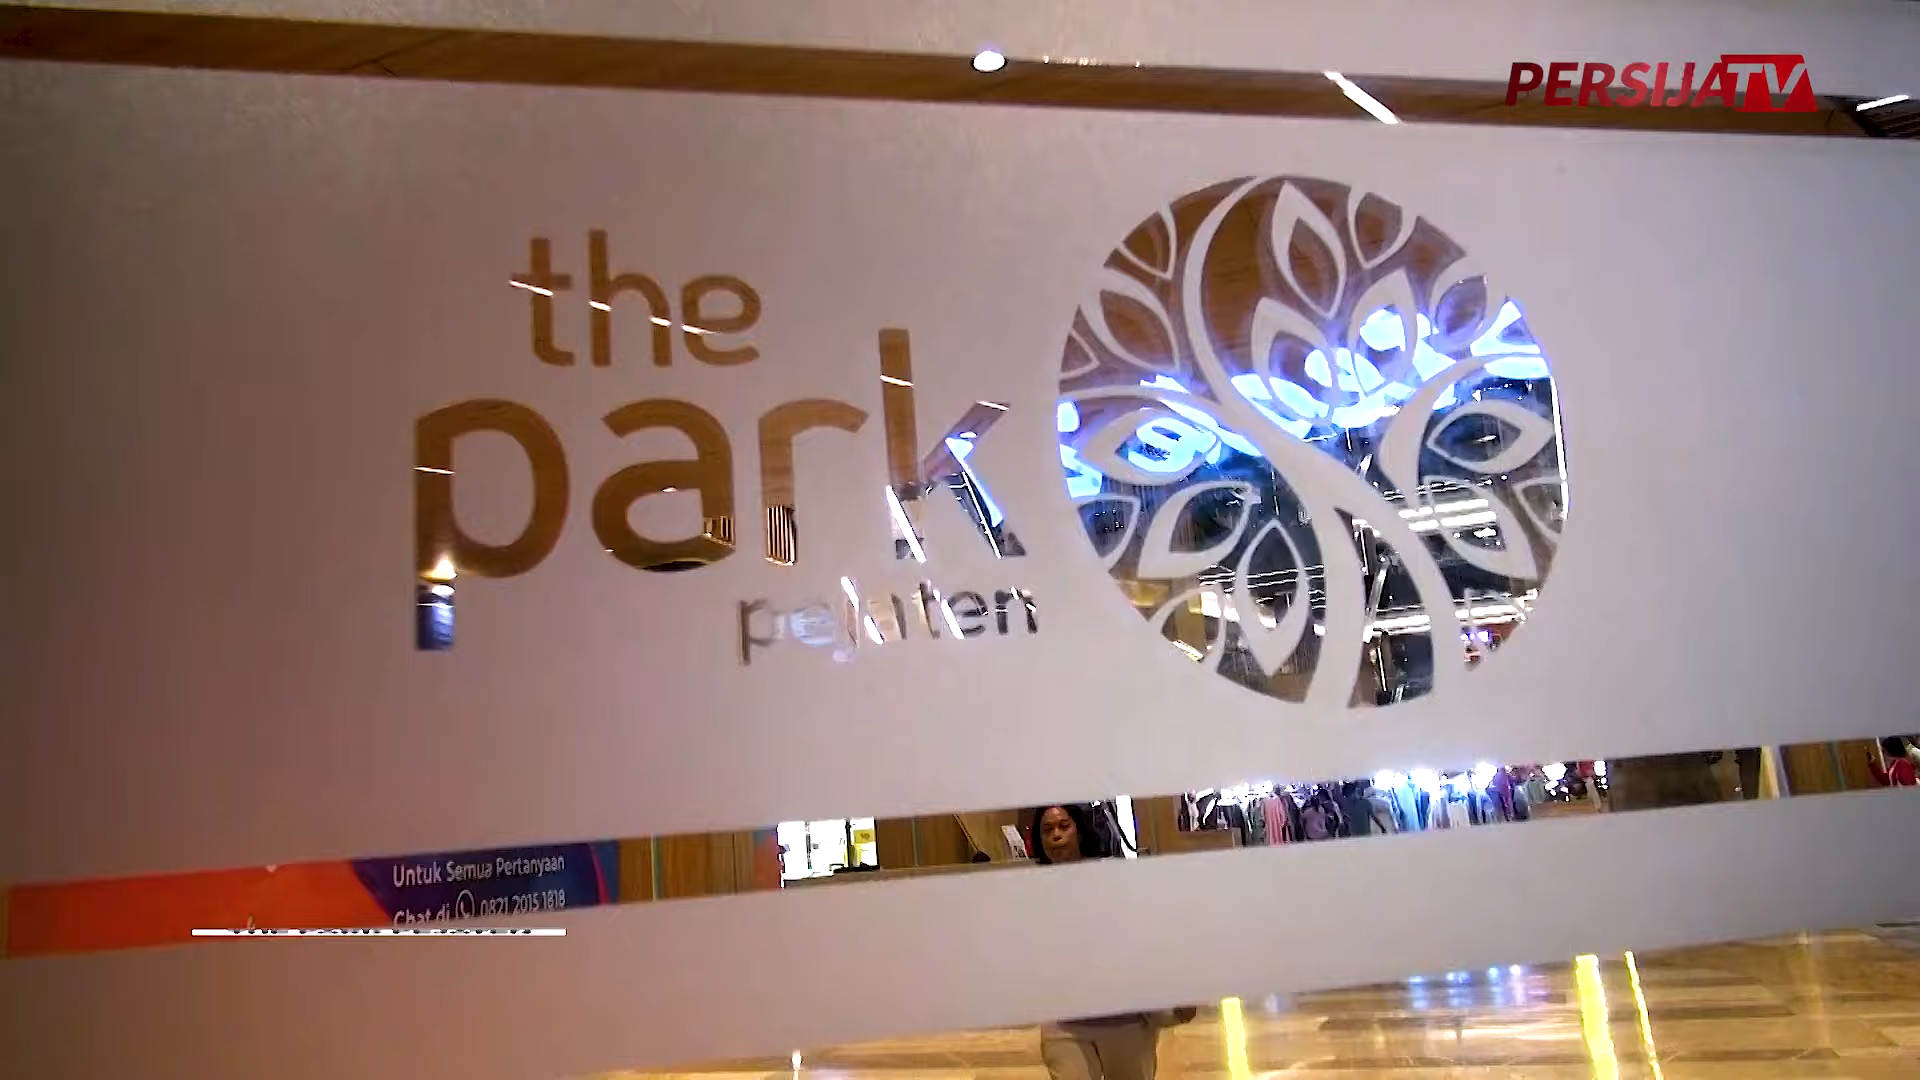 PERSIJATV
the
park
pejaten
Untuk Semua Pertanyaan
Chat di 0821 2015 1818